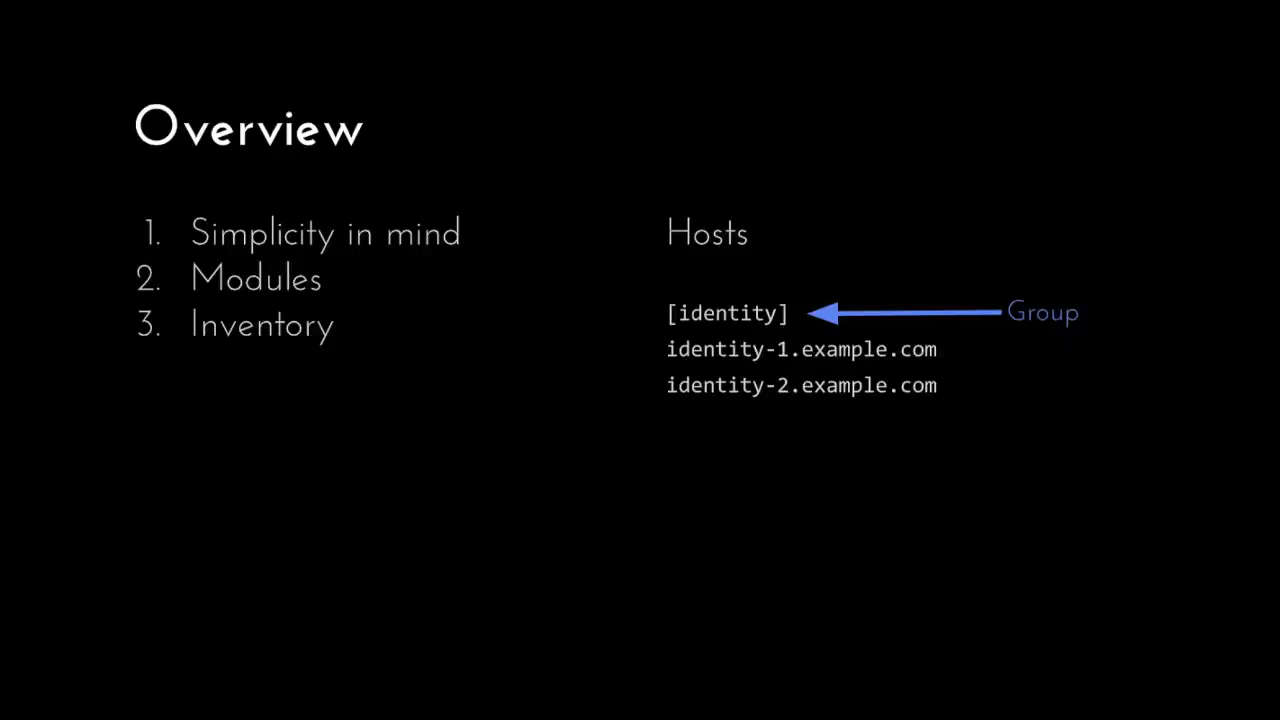 Overview
1. Simplicity in mind
2. Modules
3. Inventory
Hosts
[identity]
Group
identity-1.example.com
identity-2.example.com